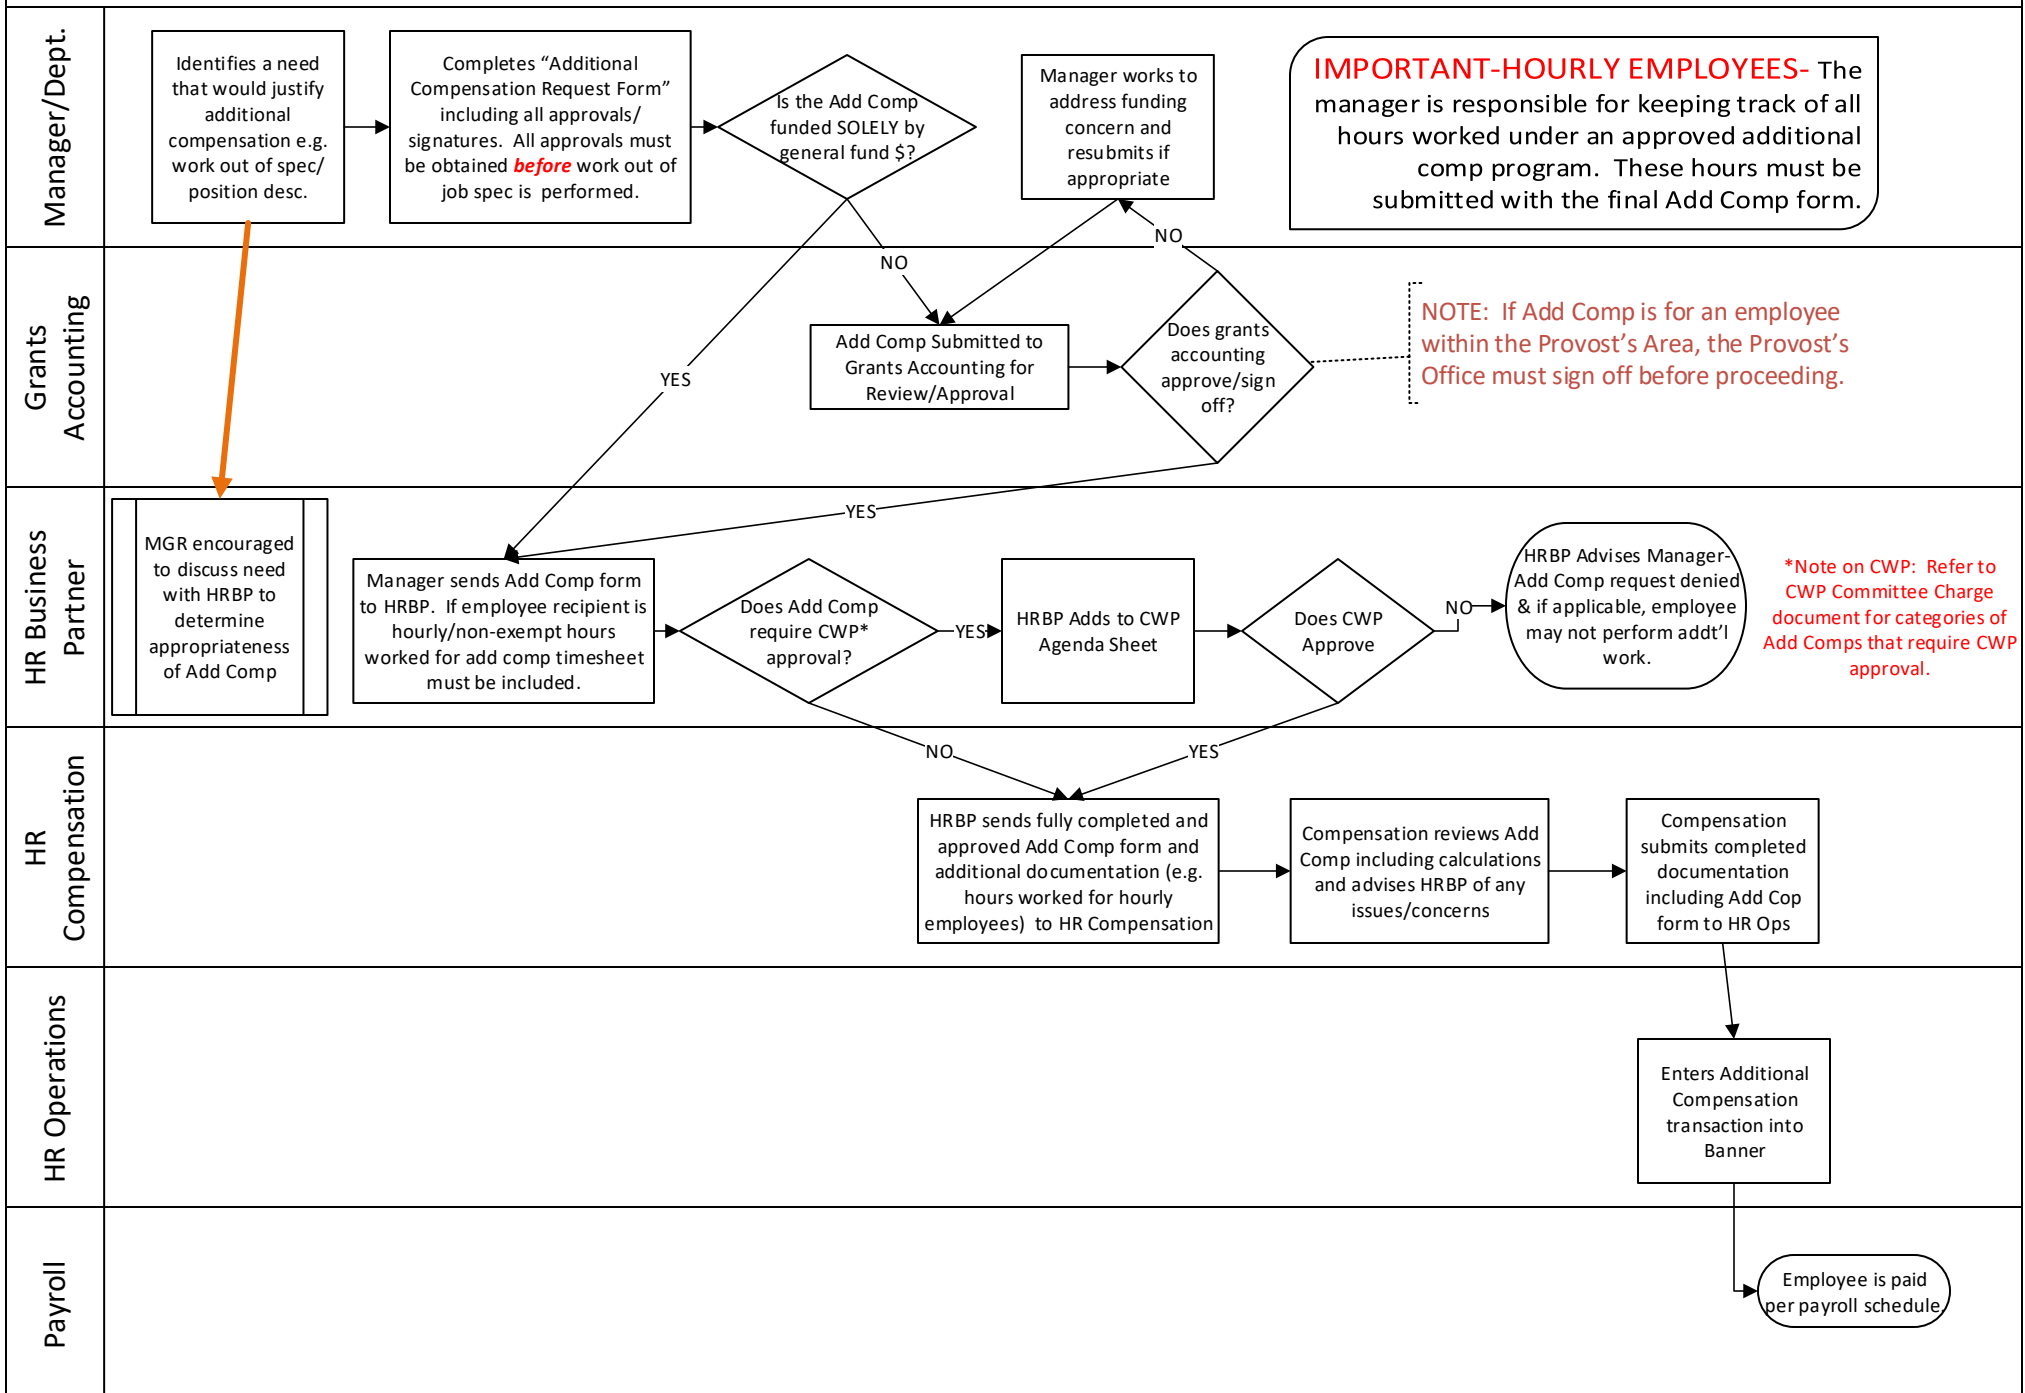 Manager/Dept.
Identifies a need
that would justify
additional
compensation e.g.
work out of spec/
position desc.
Completes “Additional
Compensation Request Form”
including all approvals/
signatures.  All approvals must
be obtained before work out of
job spec is  performed.
Is the Add Comp
funded SOLELY by
general fund $?
Manager works to
address funding
concern and
resubmits if
appropriate
IMPORTANT-HOURLY EMPLOYEES- The
manager is responsible for keeping track of all
hours worked under an approved additional
comp program.  These hours must be
submitted with the final Add Comp form.
NO
NO
Grants
Accounting
YES
Add Comp Submitted to
Grants Accounting for
Review/Approval
Does grants
accounting
approve/sign
off?
NOTE:  If Add Comp is for an employee
within the Provost’s Area, the Provost’s
Office must sign off before proceeding.
YES
HR Business
Partner
MGR encouraged
to discuss need
with HRBP to
determine
appropriateness
of Add Comp
Manager sends Add Comp form
to HRBP.  If employee recipient is
hourly/non-exempt hours
worked for add comp timesheet
must be included.
Does Add Comp
require CWP*
approval?
YES
HRBP Adds to CWP
Agenda Sheet
Does CWP
Approve
NO
HRBP Advises Manager-
Add Comp request denied
& if applicable, employee
may not perform addt’l
work.
*Note on CWP:  Refer to
CWP Committee Charge
document for categories of
Add Comps that require CWP
approval.
NO
YES
HR
Compensation
HRBP sends fully completed and
approved Add Comp form and
additional documentation (e.g.
hours worked for hourly
employees)  to HR Compensation
Compensation reviews Add
Comp including calculations
and advises HRBP of any
issues/concerns
Compensation
submits completed
documentation
including Add Cop
form to HR Ops
HR Operations
Enters Additional
Compensation
transaction into
Banner
Payroll
Employee is paid
per payroll schedule.